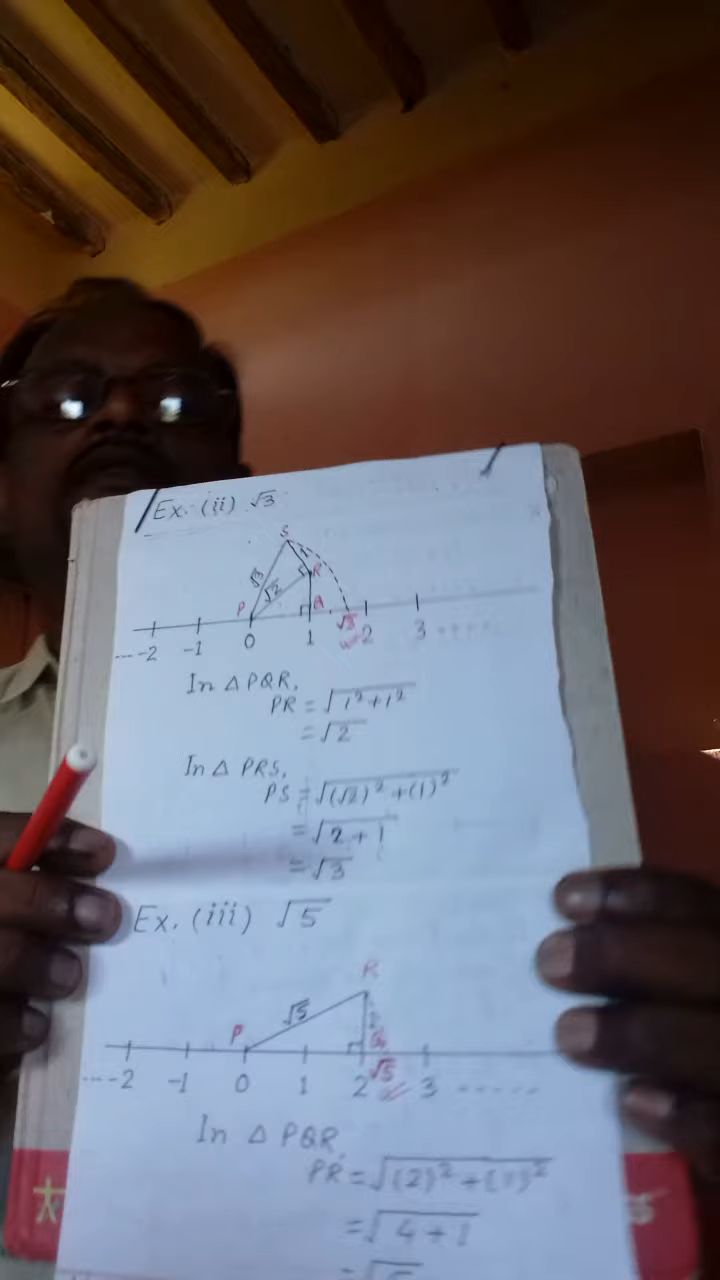 Ex. (ii) √3
S
√3 1
√2 R
P Q
....-2 -1 0 1 √3 2 3 .....
In △ PQR,
PR = √1²+1²
= √2
In △ PRS,
PS = √(√2)² + (1)²
= √2 + 1
= √3
Ex. (iii) √5
R
√5 1
P Q
....-2 -1 0 1 2 √5 3 ......
In △ PQR,
PR = √(2)² + (1)²
= √4 + 1